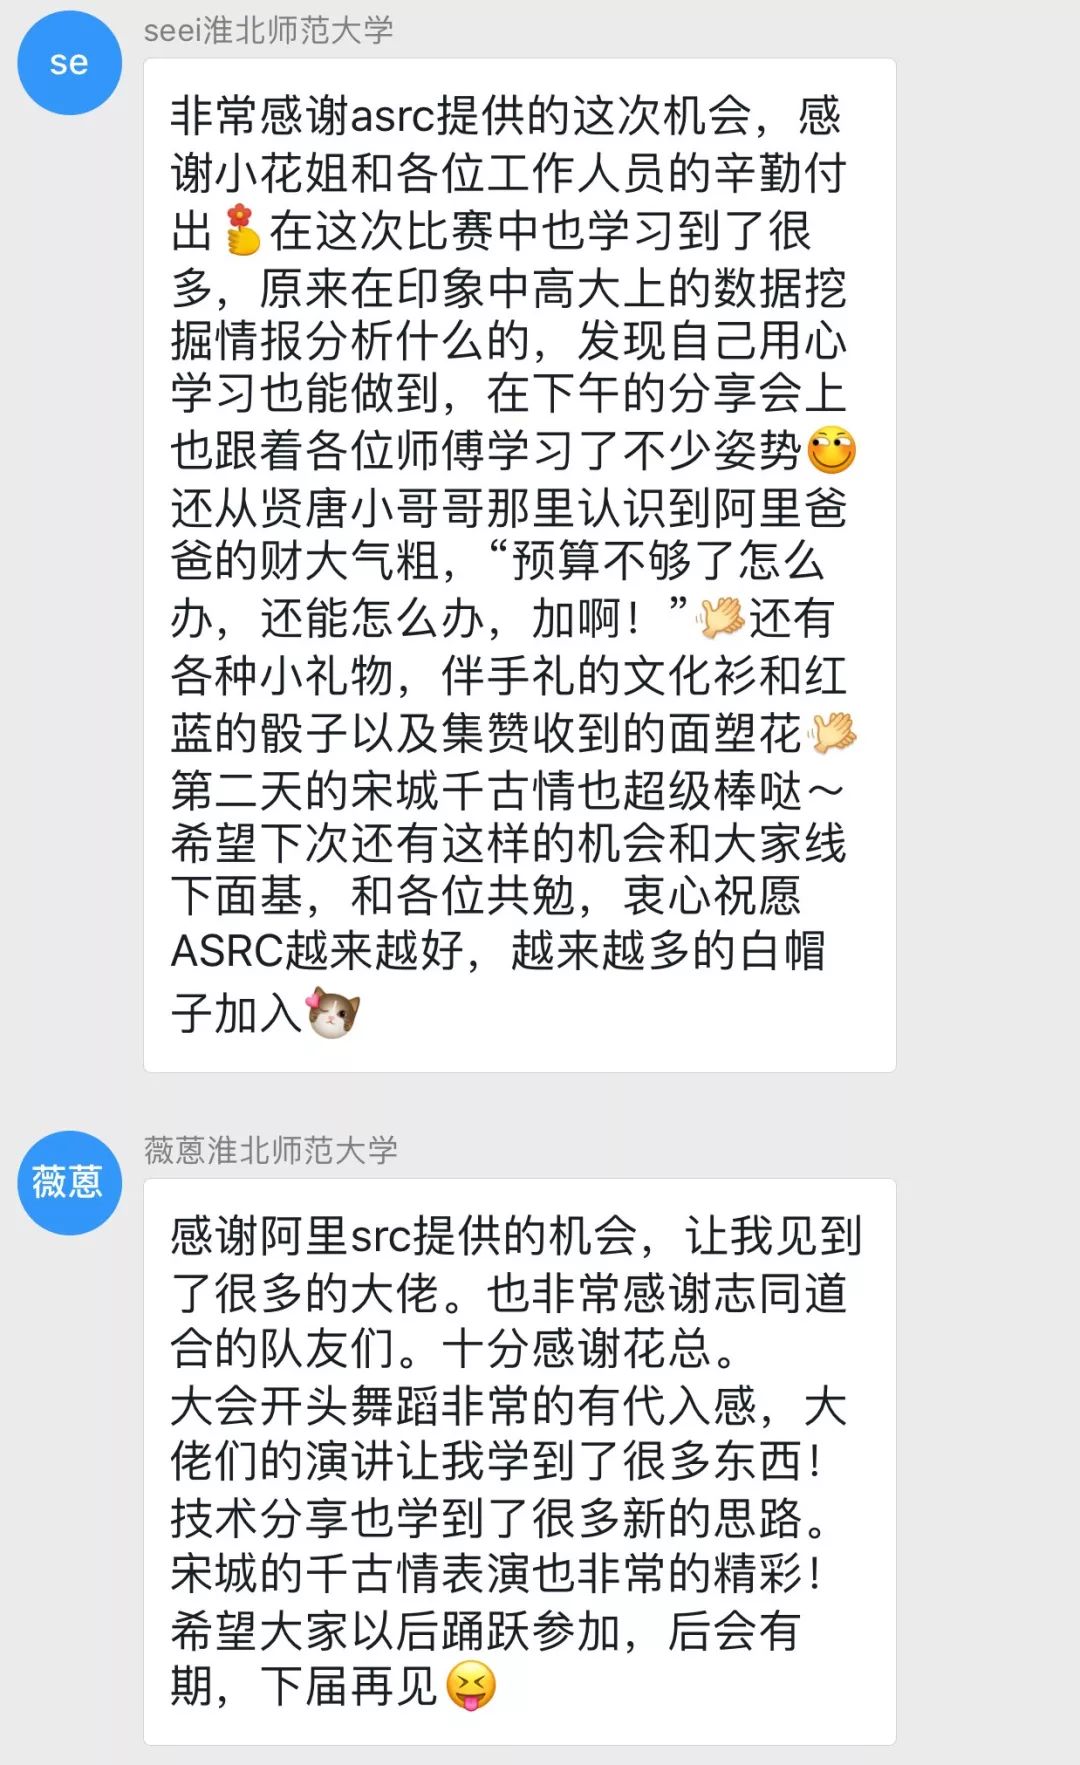 se
seei淮北师范大学
非常感谢asrc提供的这次机会，感
谢小花姐和各位工作人员的辛勤付
出在这次比赛中也学习到了很
多，原来在印象中高大上的数据挖
掘情报分析什么的，发现自己用心
学习也能做到，在下午的分享会上
也跟着各位师傅学习了不少姿势
还从贤唐小哥哥那里认识到阿里爸
爸的财大气粗，“预算不够了怎么
办，还能怎么办，加啊！”还有
各种小礼物，伴手礼的文化衫和红
蓝的骰子以及集赞收到的面塑花
第二天的宋城千古情也超级棒哒～
希望下次还有这样的机会和大家线
下面基，和各位共勉，衷心祝愿
ASRC越来越好，越来越多的白帽
子加入
薇蒽
薇蒽淮北师范大学
感谢阿里src提供的机会，让我见到
了很多的大佬。也非常感谢志同道
合的队友们。十分感谢花总。
大会开头舞蹈非常的有代入感，大
佬们的演讲让我学到了很多东西！
技术分享也学到了很多新的思路。
宋城的千古情表演也非常的精彩！
希望大家以后踊跃参加，后会有
期，下届再见